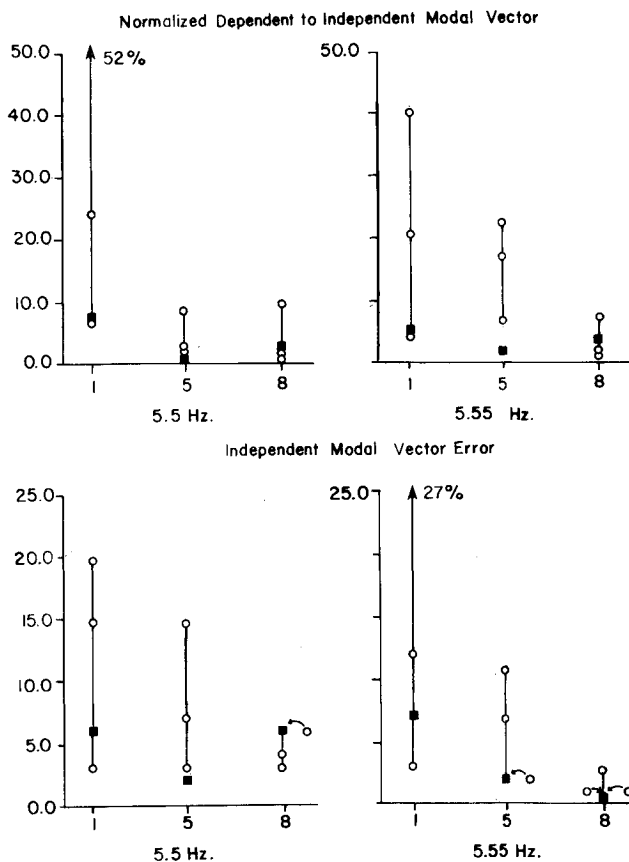 Normalized Dependent to Independent Modal Vector
50.0
52%
50.0
40.0
30.0
20.0
10.0
0.0
1 5 8
1 5 8
5.5 Hz.
5.55 Hz.
Independent Modal Vector Error
25.0
25.0
27%
20.0
15.0
10.0
5.0
0.0
1 5 8
1 5 8
5.5 Hz.
5.55 Hz.